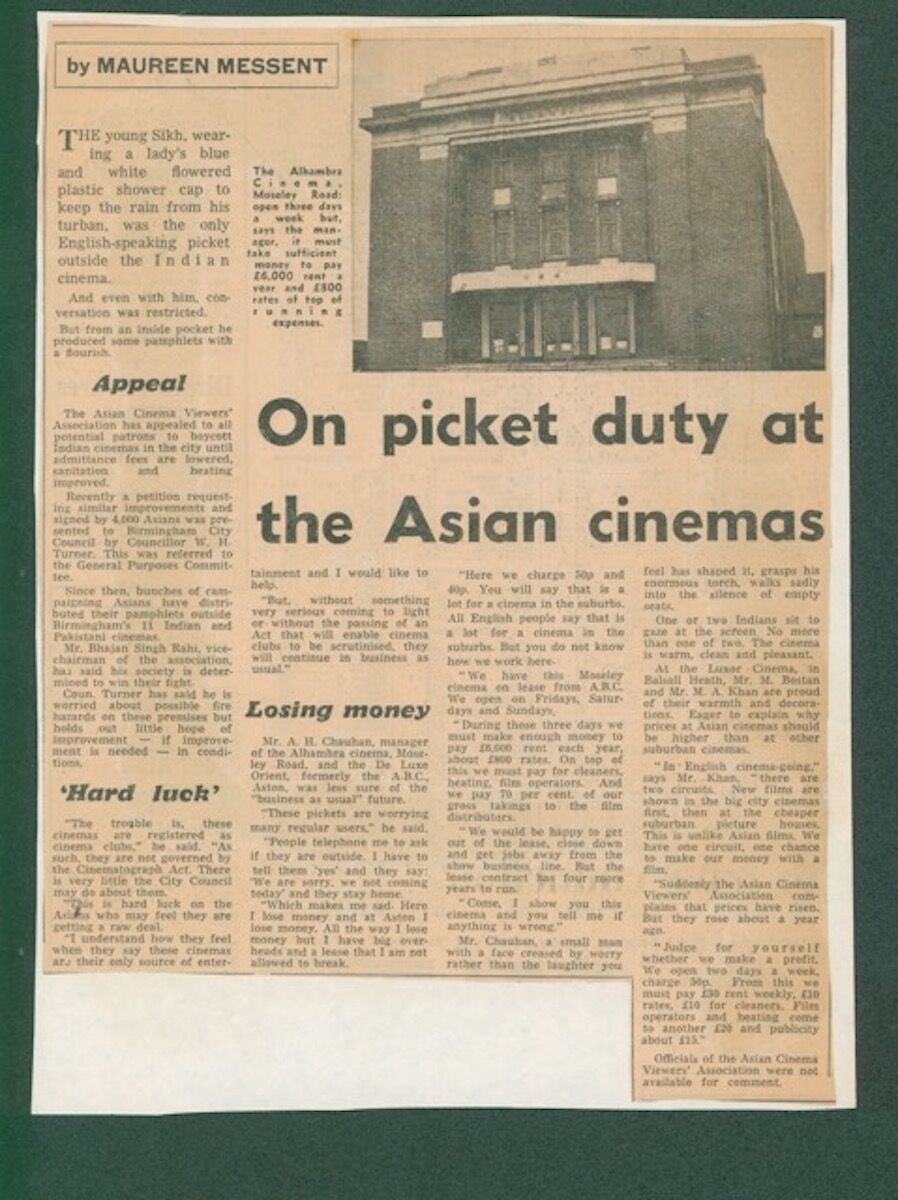 by MAUREEN MESSENT
THE young Sikh, wear-
ing a lady's blue
and white flowered
plastic shower cap to
keep the rain from his
turban, was the only
English-speaking picket
outside the Indian
cinema.
And even with him, con-
versation was restricted.
But from an inside pocket he
produced some pamphlets with
a flourish.
Appeal
The Asian Cinema Viewers'
Association has appealed to all
potential patrons to boycott
Indian cinemas in the city until
admittance fees are lowered,
sanitation and heating
improved.
Recently a petition request-
ing similar improvements and
signed by 4,000 Asians was pre-
sented to Birmingham City
Council by Councillor W. H.
Turner. This was referred to
the General Purposes Commit-
tee.
Since then, bunches of cam-
paigning Asians have distri-
buted their pamphlets outside
Birmingham's 11 Indian and
Pakistani cinemas.
Mr. Bhajan Singh Rahi, vice-
chairman of the association,
has said his society is deter-
mined to win their fight.
Coun. Turner has said he is
worried about possible fire
hazards on these premises but
holds out little hope of
improvement — if improve-
ment is needed — in condi-
tions.
'Hard luck'
"The trouble is, these
cinemas are registered as
cinema clubs," he said. "As
such, they are not governed by
the Cinematograph Act. There
is very little the City Council
may do about them.
"This is hard luck on the
Asians who may feel they are
getting a raw deal.
"I understand how they feel
when they say these cinemas
are their only source of enter-
The Alhambra
Cinema,
Moseley Road:
open three days
a week but,
says the man-
ager, it must
take sufficient
money to pay
£6,000 rent a
year and £800
rates of top of
running
expenses.
On picket duty at
the Asian cinemas
tainment and I would like to
help.
"But, without something
very serious coming to light
or without the passing of an
Act that will enable cinema
clubs to be scrutinised, they
will continue in business as
usual."
Losing money
Mr. A. H. Chauhan, manager
of the Alhambra cinema, Mose-
ley Road, and the De Luxe
Orient, formerly the A.B.C.,
Aston, was less sure of the
"business as usual" future.
"These pickets are worrying
many regular users," he said.
"People telephone me to ask
if they are outside. I have to
tell them 'yes' and they say:
'We are sorry, we not coming
today' and they stay home.
"Which makes me sad. Here
I lose money and at Aston I
lose money. All the way I lose
money but I have big over-
heads and a lease that I am not
allowed to break.
"Here we charge 50p and
40p. You will say that is a
lot for a cinema in the suburbs.
All English people say that is
a lot for a cinema in the
suburbs. But you do not know
how we work here.
"We have this Moseley
cinema on lease from A.B.C.
We open on Fridays, Satur-
days and Sundays.
"During those three days we
must make enough money to
pay £6,000 rent each year,
about £800 rates. On top of
this we must pay for cleaners,
heating, film operators. And
we pay 70 per cent. of our
gross takings to the film
distributors.
"We would be happy to get
out of the lease, close down
and get jobs away from the
show business line. But the
lease contract has four more
years to run.
"Come, I show you this
cinema and you tell me if
anything is wrong."
Mr. Chauhan, a small man
with a face creased by worry
rather than the laughter you
feel has shaped it, grasps his
enormous torch, walks sadly
into the silence of empty
seats.
One or two Indians sit to
gaze at the screen. No more
than one of two. The cinema
is warm, clean and pleasant.
At the Luxor Cinema, in
Balsall Heath, Mr. M. Bostan
and Mr. M. A. Khan are proud
of their warmth and decora-
tions. Eager to explain why
prices at Asian cinemas should
be higher than at other
suburban cinemas.
"In English cinema-going,"
says Mr. Khan, "there are
two circuits. New films are
shown in the big city cinemas
first, then at the cheaper
suburban picture houses.
This is unlike Asian films. We
have one circuit, one chance
to make our money with a
film.
"Suddenly the Asian Cinema
Viewers' Association com-
plains that prices have risen.
But they rose about a year
ago.
"Judge for yourself
whether we make a profit.
We open two days a week,
charge 50p. From this we
must pay £30 rent weekly, £10
rates, £10 for cleaners. Film
operators and heating come
to another £20 and publicity
about £15."
Officials of the Asian Cinema
Viewers' Association were not
available for comment.